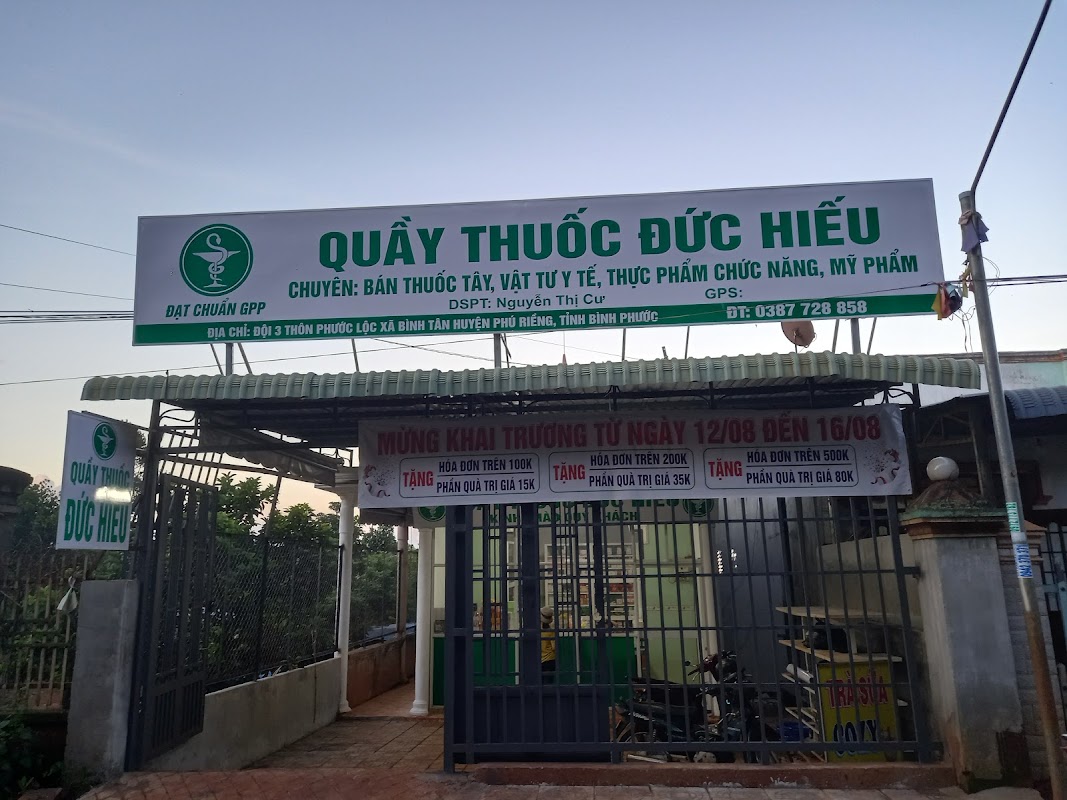 QUẦY THUỐC ĐỨC HIẾU
CHUYÊN: BÁN THUỐC TÂY, VẬT TƯ Y TẾ, THỰC PHẨM CHỨC NĂNG, MỸ PHẨM
ĐẠT CHUẨN GPP
DSPT: Nguyễn Thị Cư
GPS:
ĐỊA CHỈ: ĐỘI 3 THÔN PHƯỚC LỘC XÃ BÌNH TÂN HUYỆN PHÚ RIỀNG, TỈNH BÌNH PHƯỚC
ĐT: 0387 728 858
MỪNG KHAI TRƯƠNG TỪ NGÀY 12/08 ĐẾN 16/08
TẶNG
HÓA ĐƠN TRÊN 100K
PHẦN QUÀ TRỊ GIÁ 15K
TẶNG
HÓA ĐƠN TRÊN 200K
PHẦN QUÀ TRỊ GIÁ 35K
TẶNG
HÓA ĐƠN TRÊN 500K
PHẦN QUÀ TRỊ GIÁ 80K
QUẦY THUỐC
ĐỨC HIẾU
TRÀ SỮA
COZY